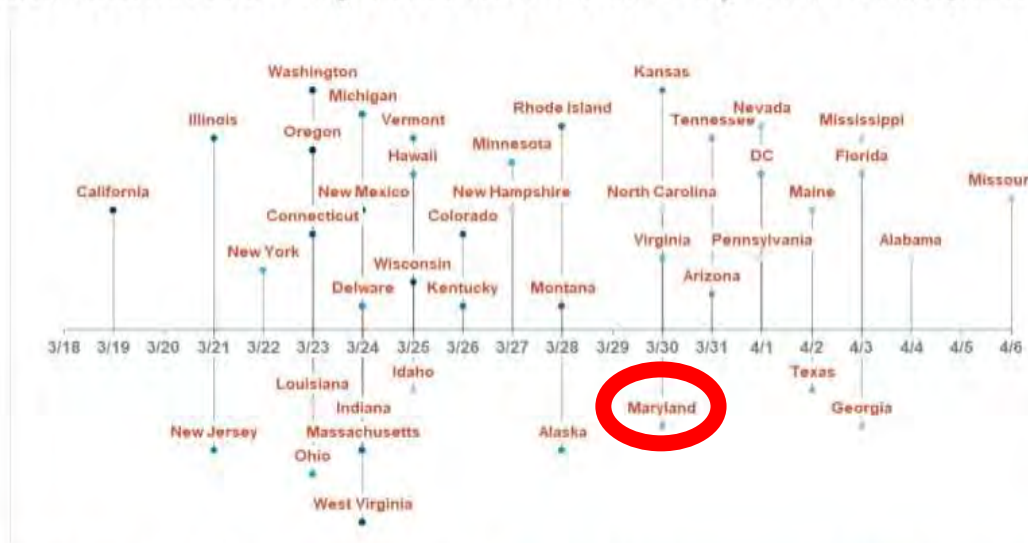 Washington
Kansas
Michigan
Illinois
Vermont
Rhode Island
Nevada
Tennessee
Mississippi
Oregon
Hawaii
Minnesota
DC
Florida
California
New Mexico
New Hampshire
North Carolina
Maine
Missour
Connecticut
Colorado
New York
Virginia
Pennsylvania
Alabama
Wisconsin
Arizona
Delware
Kentucky
Montana
3/18 3/19 3/20 3/21 3/22 3/23 3/24 3/25 3/26 3/27 3/28 3/29 3/30 3/31 4/1 4/2 4/3 4/4 4/5 4/6
Idaho
Texas
Louisiana
Indiana
Maryland
Georgia
New Jersey
Massachusetts
Alaska
Ohio
West Virginia